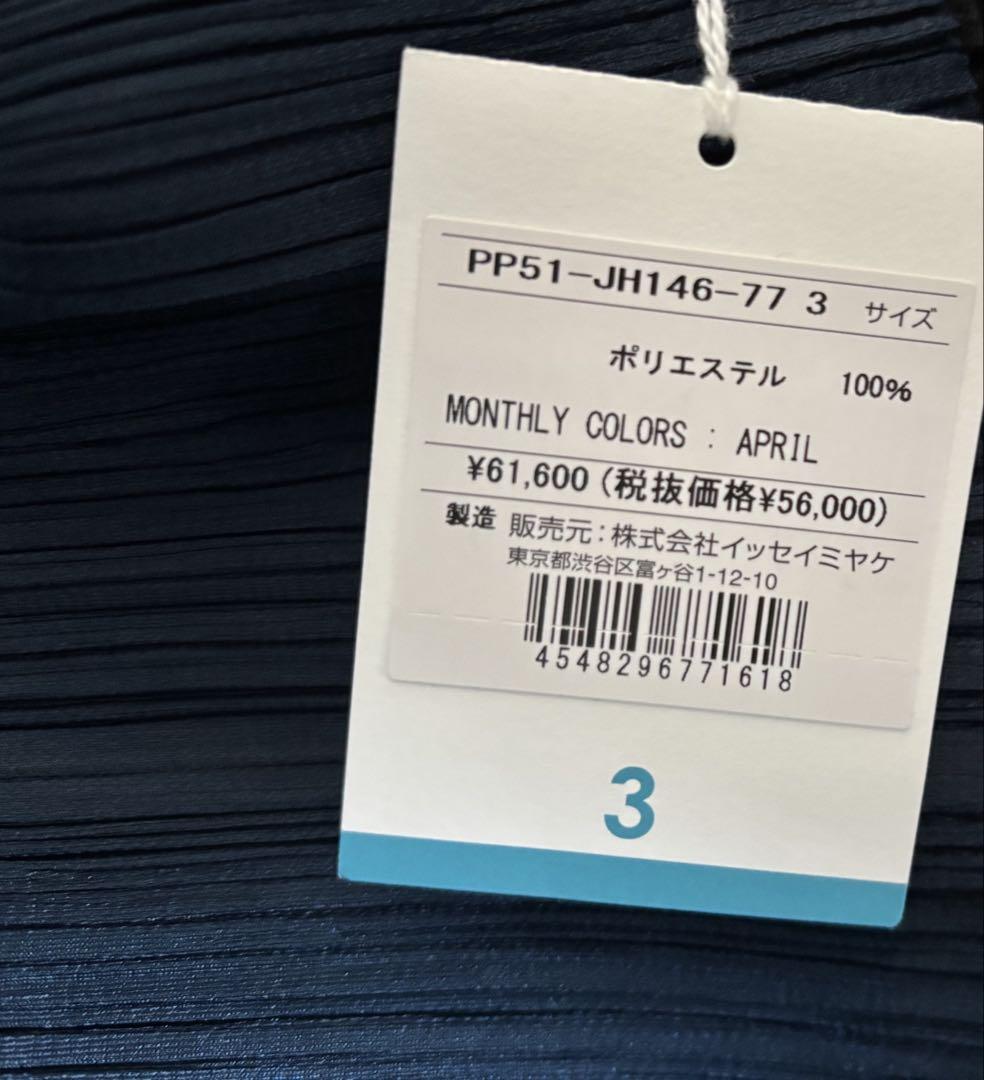 PP51-JH146-77 3 サイズ
ポリエステル 100%
MONTHLY COLORS : APRIL
¥61,600 (税抜価格¥56,000)
製造 販売元:株式会社イッセイミヤケ
東京都渋谷区富ヶ谷1-12-10
4548296771618
3